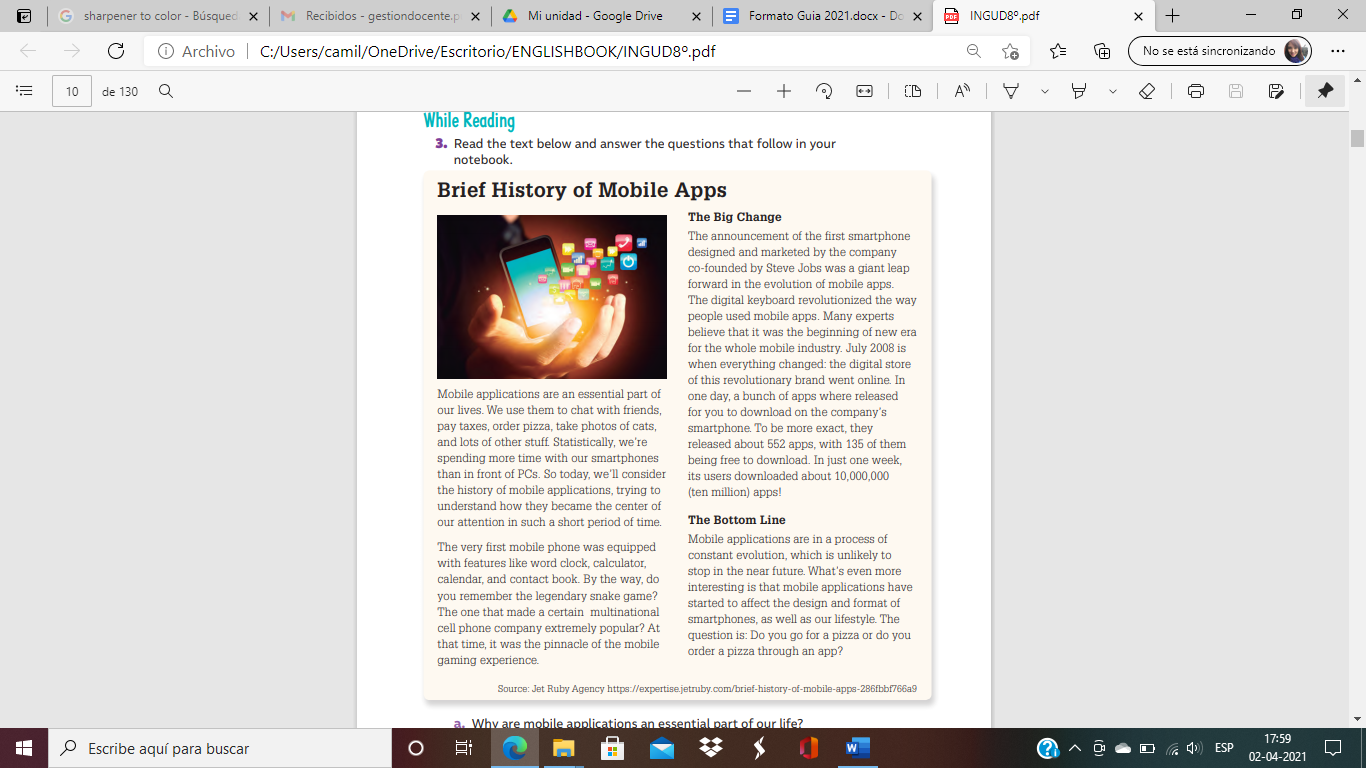 sharpener to color - Búsqued
Recibidos - gestiondocente.p
Mi unidad - Google Drive
Formato Guia 2021.docx - Do
INGUD8º.pdf
Archivo
C:/Users/camil/OneDrive/Escritorio/ENGLISHBOOK/INGUD8º.pdf
No se está sincronizando
10
de 130
While Reading
3. Read the text below and answer the questions that follow in your
notebook.
Brief History of Mobile Apps
Mobile applications are an essential part of
our lives. We use them to chat with friends,
pay taxes, order pizza, take photos of cats,
and lots of other stuff. Statistically, we're
spending more time with our smartphones
than in front of PCs. So today, we'll consider
the history of mobile applications, trying to
understand how they became the center of
our attention in such a short period of time.
The very first mobile phone was equipped
with features like word clock, calculator,
calendar, and contact book. By the way, do
you remember the legendary snake game?
The one that made a certain multinational
cell phone company extremely popular? At
that time, it was the pinnacle of the mobile
gaming experience.
The Big Change
The announcement of the first smartphone
designed and marketed by the company
co-founded by Steve Jobs was a giant leap
forward in the evolution of mobile apps.
The digital keyboard revolutionized the way
people used mobile apps. Many experts
believe that it was the beginning of new era
for the whole mobile industry. July 2008 is
when everything changed: the digital store
of this revolutionary brand went online. In
one day, a bunch of apps where released
for you to download on the company's
smartphone. To be more exact, they
released about 552 apps, with 135 of them
being free to download. In just one week,
its users downloaded about 10,000,000
(ten million) apps!
The Bottom Line
Mobile applications are in a process of
constant evolution, which is unlikely to
stop in the near future. What's even more
interesting is that mobile applications have
started to affect the design and format of
smartphones, as well as our lifestyle. The
question is: Do you go for a pizza or do you
order a pizza through an app?
Source: Jet Ruby Agency https://expertise.jetruby.com/brief-history-of-mobile-apps-286fbbf766a9
a. Why are mobile applications an essential part of our life?
Escribe aquí para buscar
ESP
17:59
02-04-2021